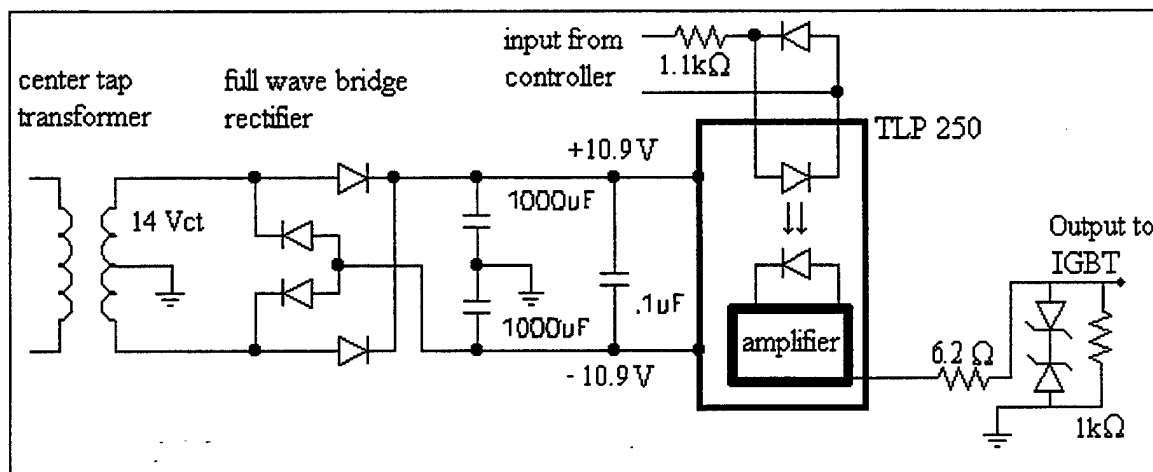 input from
controller
1.1kΩ
center tap
transformer
full wave bridge
rectifier
TLP 250
+10.9 V
14 Vct
1000uF
1000uF
.1uF
-10.9 V
amplifier
6.2 Ω
Output to
IGBT
1kΩ